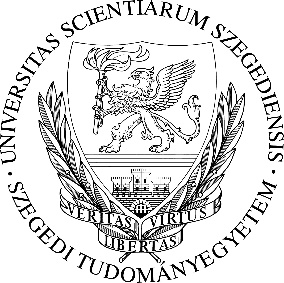 · UNIVERSITAS SCIENTIARUM SZEGEDIENSIS ·
SZEGEDI TUDOMÁNYEGYETEM
VERITAS VIRTUS
LIBERTAS